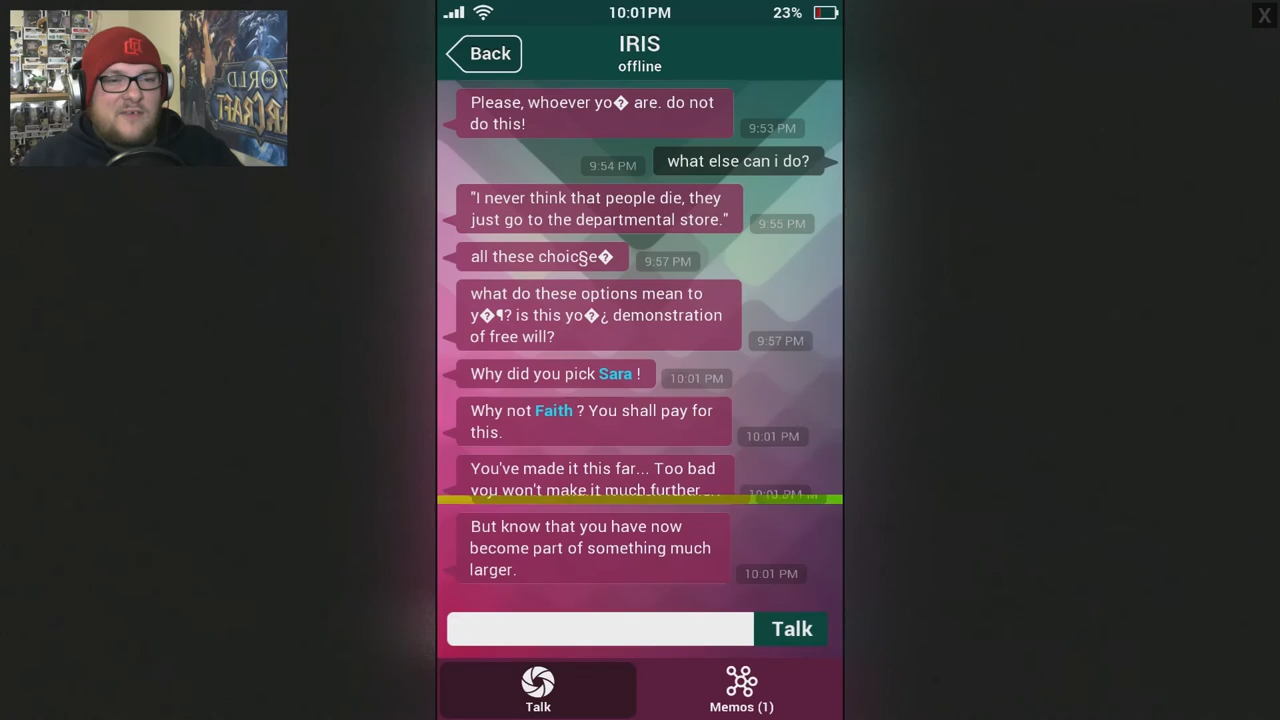 10:01PM
23%
X
Back
IRIS
offline
WORLD
OF
WARCRAFT
Please, whoever yo� are. do not
do this!
9:53 PM
9:54 PM
what else can i do?
"I never think that people die, they
just go to the departmental store."
9:55 PM
all these choic§e�
9:57 PM
what do these options mean to
y�¶? is this yo�¿ demonstration
of free will?
9:57 PM
Why did you pick Sara !
10:01 PM
Why not Faith ? You shall pay for
this.
10:01 PM
You've made it this far... Too bad
you won't make it much further...
10:01 PM
But know that you have now
become part of something much
larger.
10:01 PM
Talk
Talk
Memos (1)